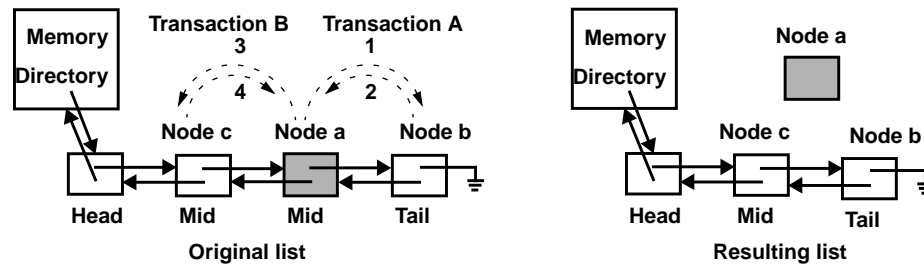 Memory
Directory
Transaction B
3
4
Transaction A
1
2
Node c
Node a
Node b
Head
Mid
Mid
Tail
Original list
Memory
Directory
Node a
Node c
Node b
Head
Mid
Tail
Resulting list